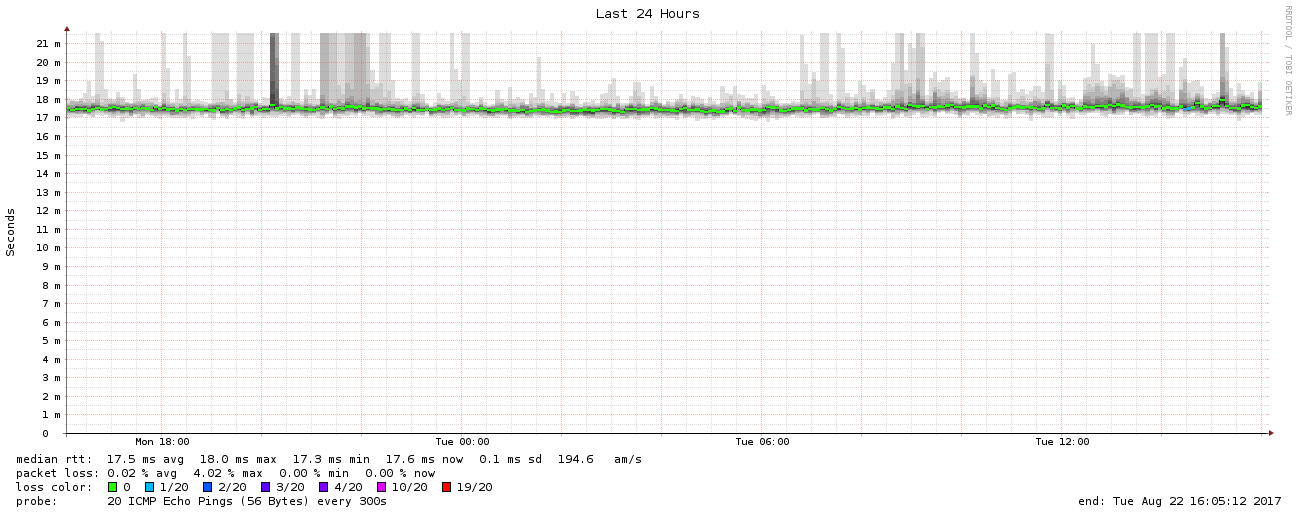 Last 24 Hours
RRDTOOL / TOBI OETIKER
Seconds
21 m
20 m
19 m
18 m
17 m
16 m
15 m
14 m
13 m
12 m
11 m
10 m
9 m
8 m
7 m
6 m
5 m
4 m
3 m
2 m
1 m
0
Mon 18:00 Tue 00:00 Tue 06:00 Tue 12:00
median rtt: 17.5 ms avg 18.0 ms max 17.3 ms min 17.6 ms now 0.1 ms sd 194.6 am/s
packet loss: 0.02 % avg 4.02 % max 0.00 % min 0.00 % now
loss color: 0 1/20 2/20 3/20 4/20 10/20 19/20
probe: 20 ICMP Echo Pings (56 Bytes) every 300s end: Tue Aug 22 16:05:12 2017